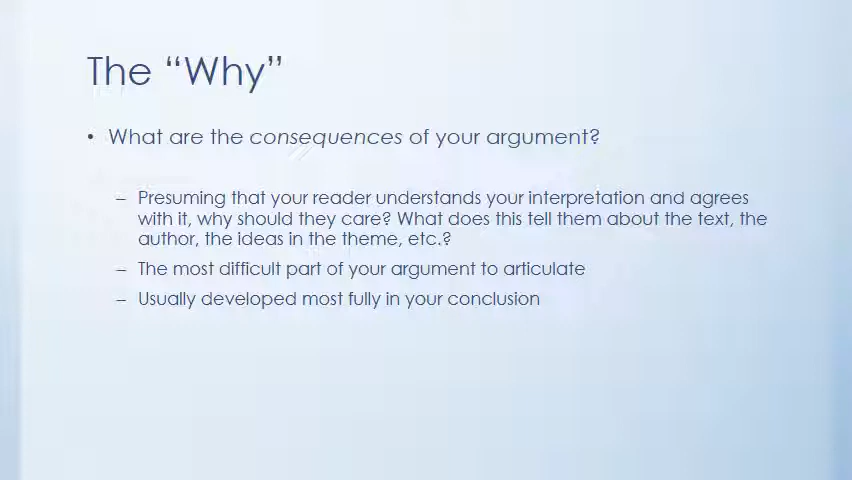 The “Why”
• What are the consequences of your argument?
– Presuming that your reader understands your interpretation and agrees
with it, why should they care? What does this tell them about the text, the
author, the ideas in the theme, etc.?
– The most difficult part of your argument to articulate
– Usually developed most fully in your conclusion